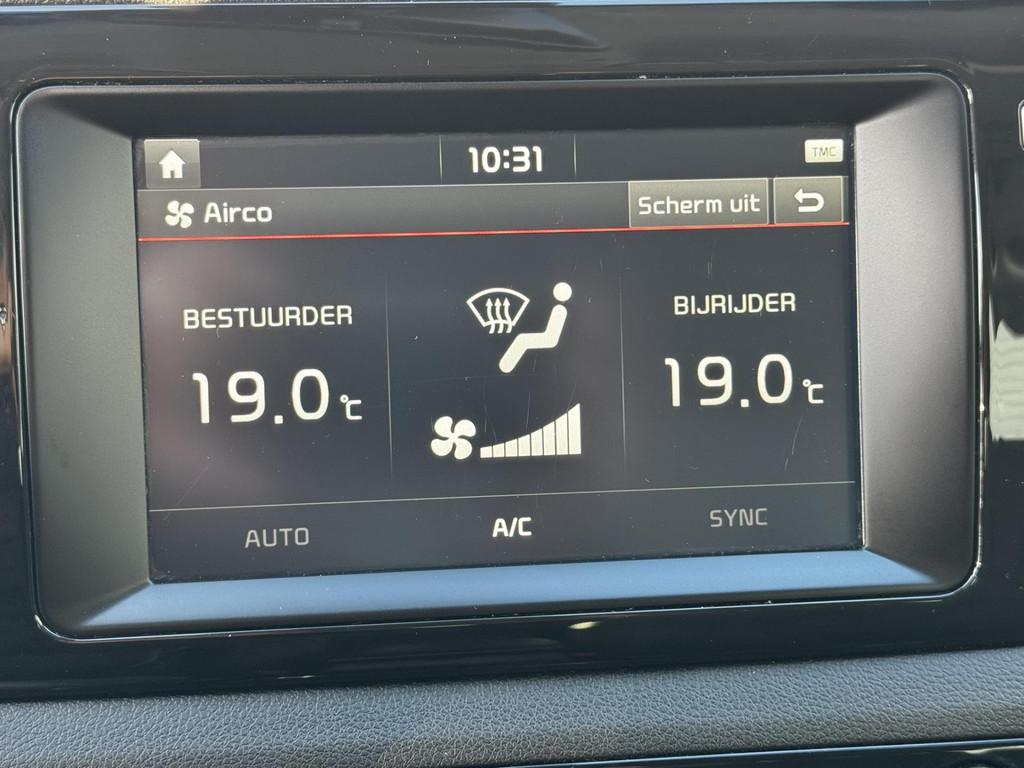 10:31
TMC
Airco
Scherm uit
BESTUURDER
BIJRIJDER
19.0 °C
19.0 °C
AUTO
A/C
SYNC